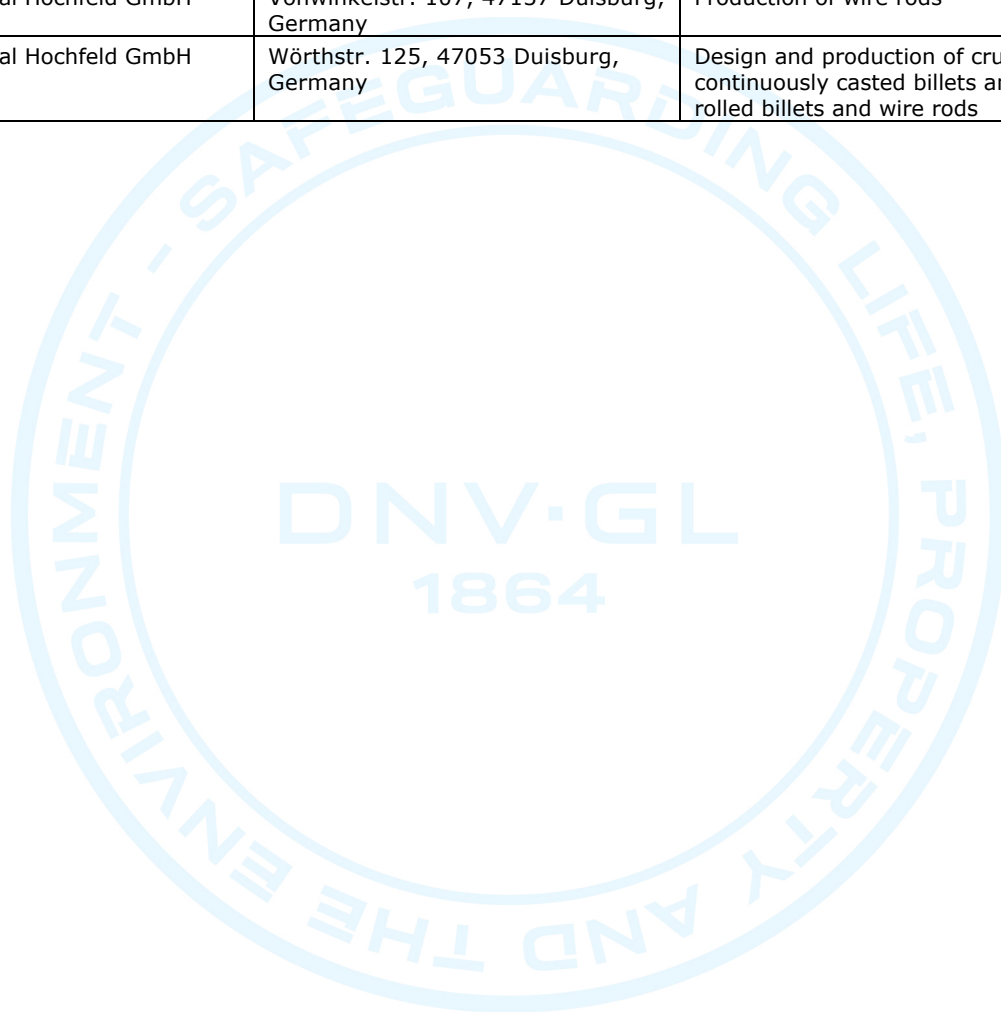 al Hochfeld GmbH
Vohwinkelstr. 107, 47137 Duisburg,
Germany
Production of wire rods
al Hochfeld GmbH
Wörthstr. 125, 47053 Duisburg,
Germany
Design and production of cru
continuously casted billets a
rolled billets and wire rods
SAFEGUARDING LIFE, PROPERTY AND THE ENVIRONMENT -
DNV·GL
1864